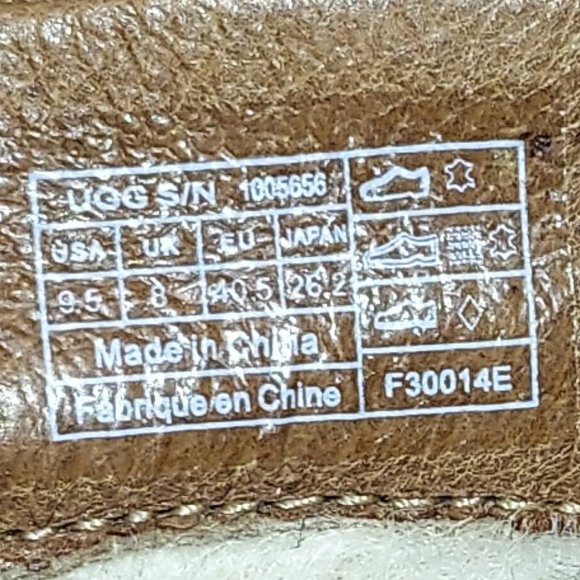 UGG S/N 1005656
USA UK EU JAPAN
9.5 8 40.5 26.2
Made in China
Fabrique en Chine
F30014E